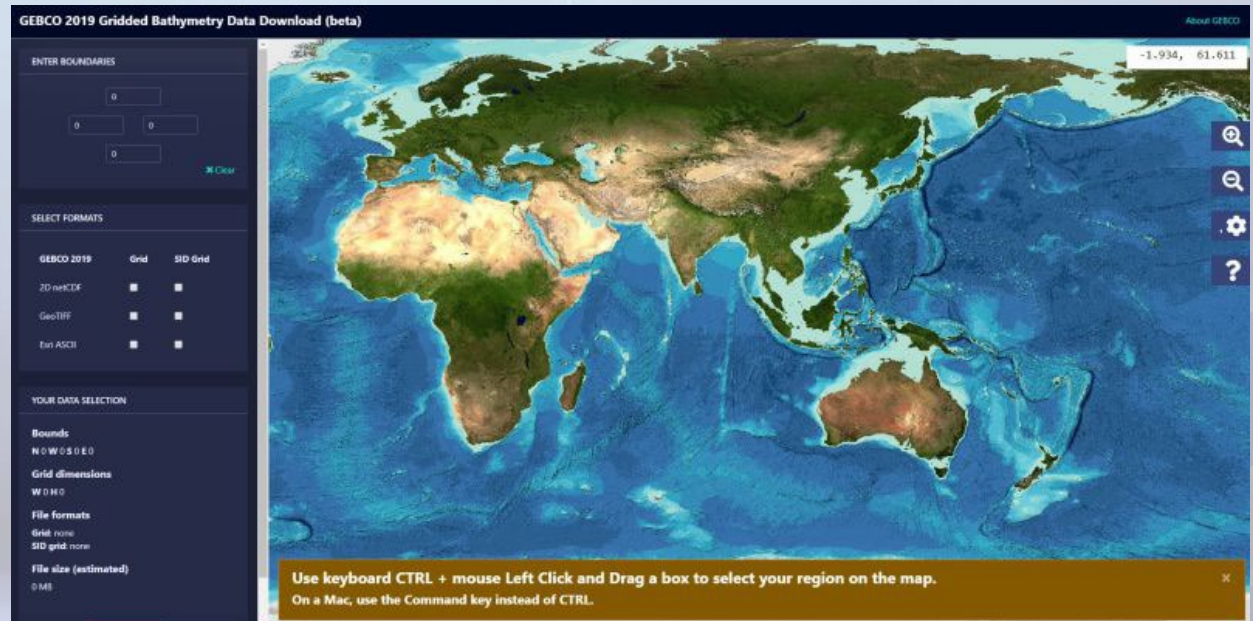 GEBCO 2019 Gridded Bathymetry Data Download (beta)
About GEBCO
ENTER BOUNDARIES
0
0 0
0
✖ Clear
SELECT FORMATS
GEBCO 2019 Grid SID Grid
2D netCDF
GeoTIFF
Esri ASCII
YOUR DATA SELECTION
Bounds
N 0 W 0 S 0 E 0
Grid dimensions
W 0 H 0
File formats
Grid: none
SID grid: none
File size (estimated)
0 MB
-1.934, 61.611
?
Use keyboard CTRL + mouse Left Click and Drag a box to select your region on the map.
×
On a Mac, use the Command key instead of CTRL.